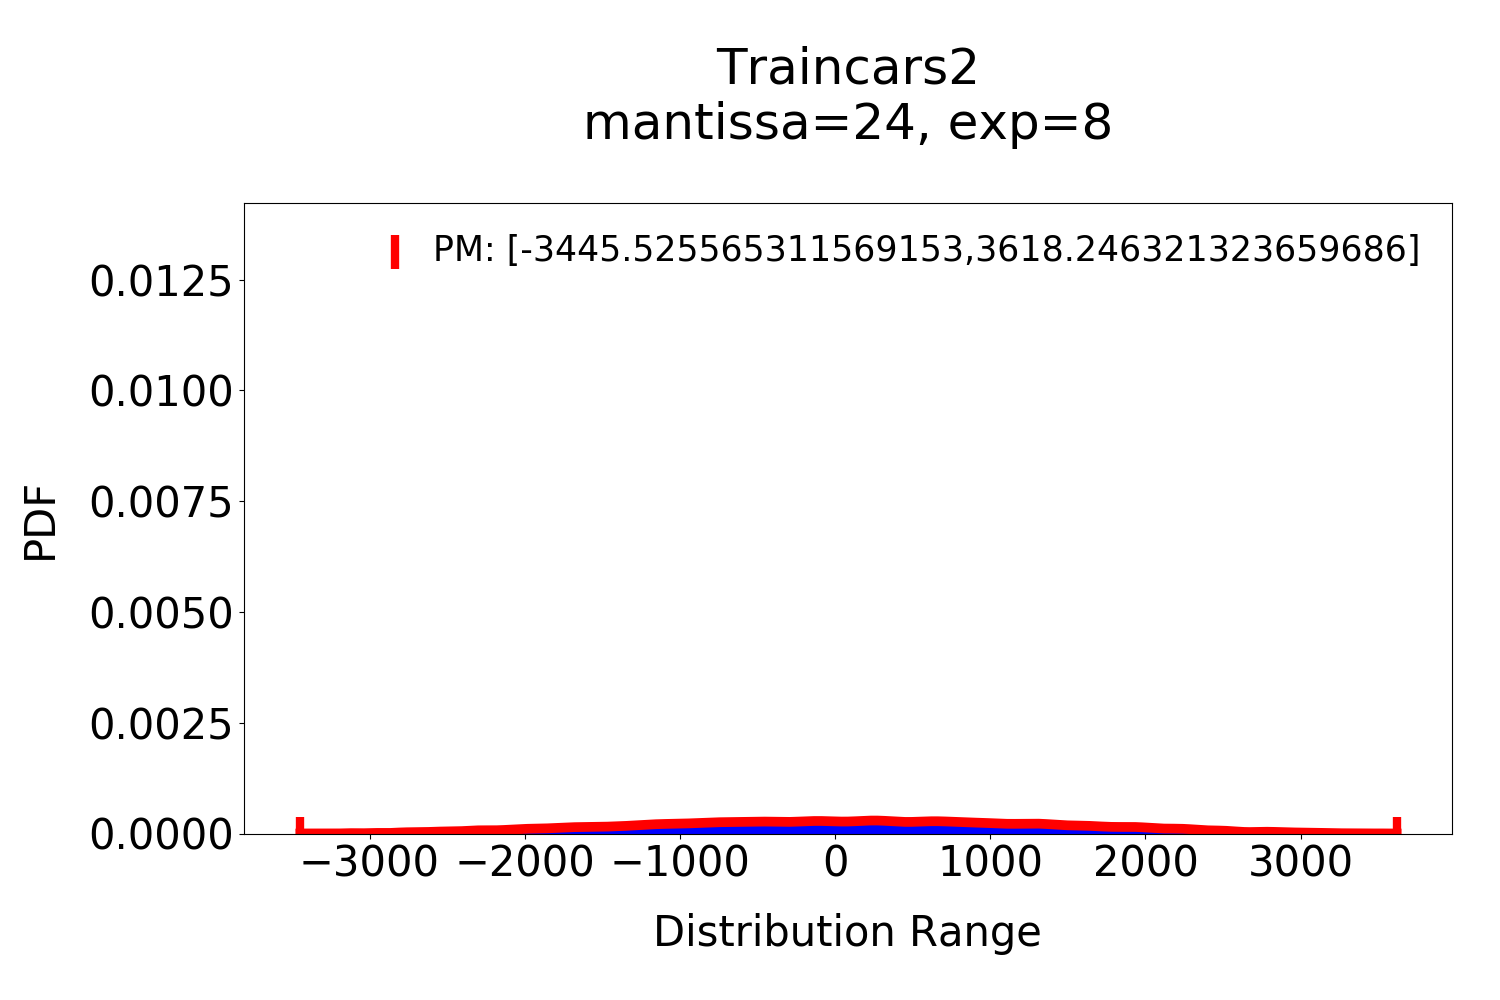 Traincars2
mantissa=24, exp=8
PM: [-3445.525565311569153,3618.246321323659686]
0.0125
0.0100
0.0075
0.0050
0.0025
0.0000
PDF
−3000 −2000 −1000 0 1000 2000 3000
Distribution Range